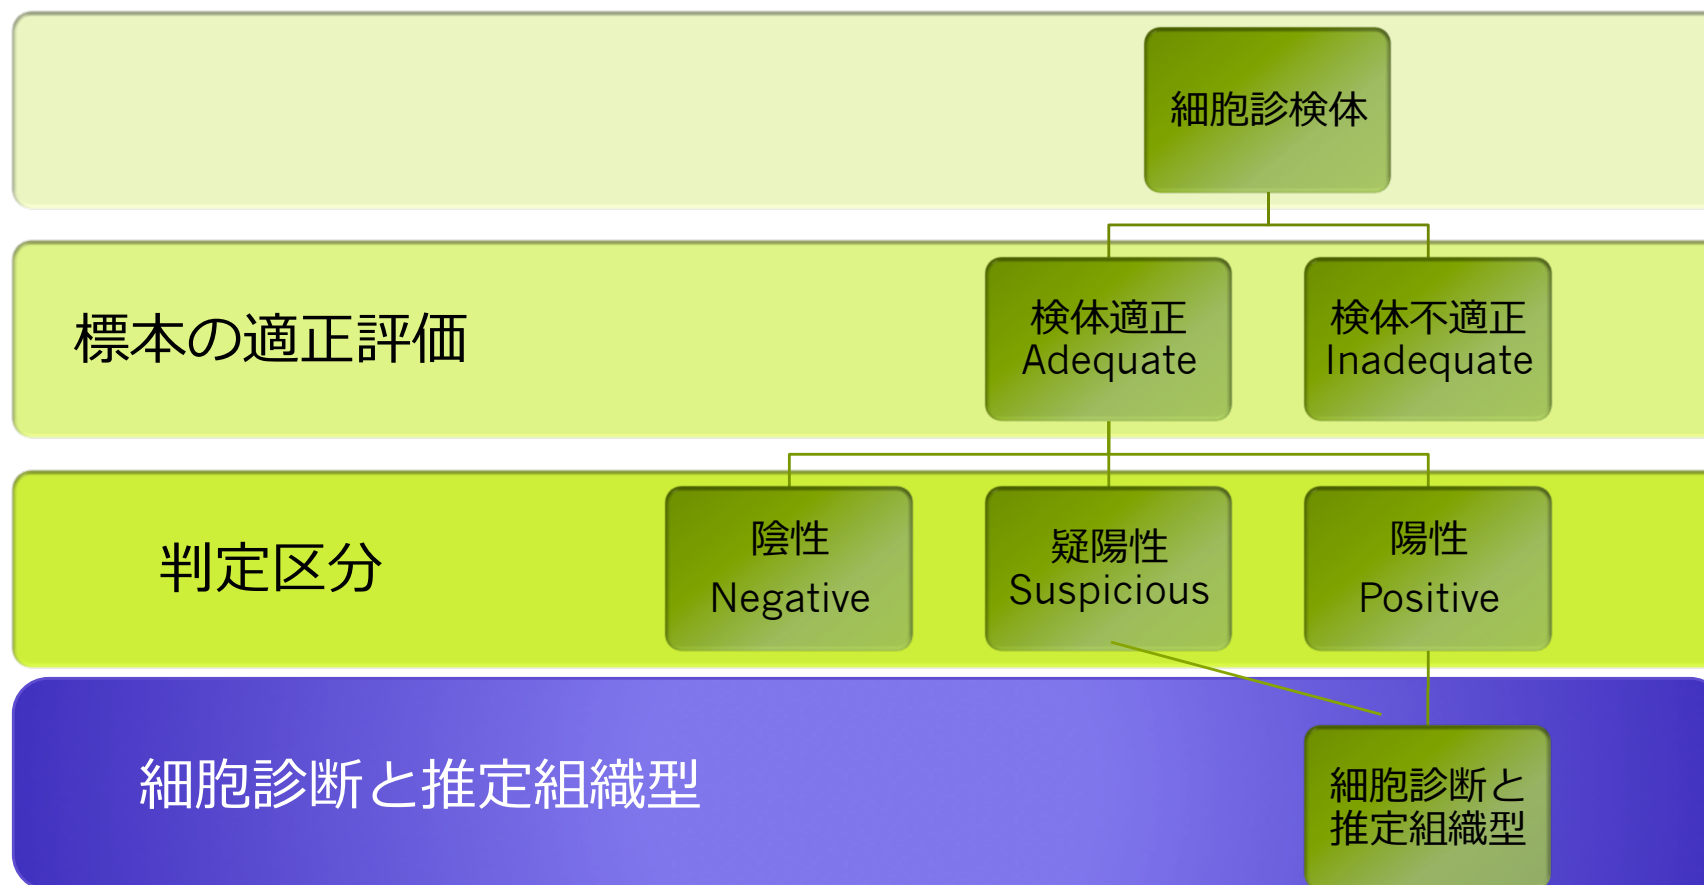 細胞診検体
標本の適正評価
検体適正
Adequate
検体不適正
Inadequate
判定区分
陰性
Negative
疑陽性
Suspicious
陽性
Positive
細胞診断と推定組織型
細胞診断と
推定組織型